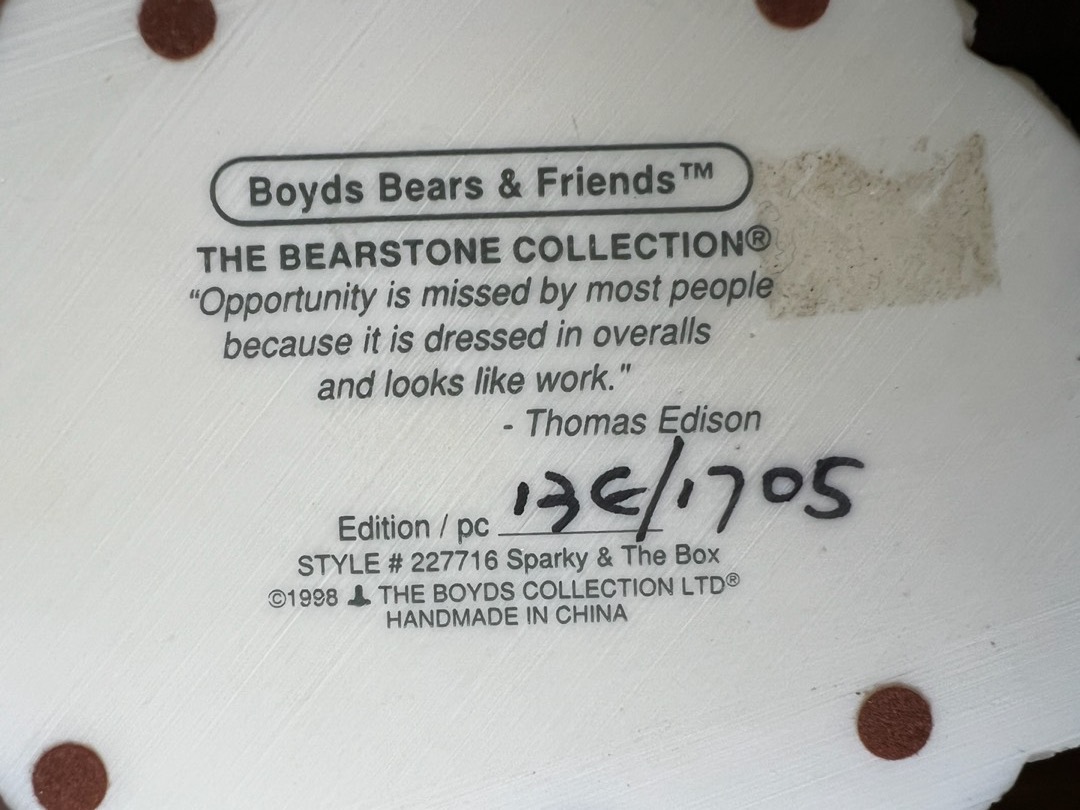 Boyds Bears & Friends™
THE BEARSTONE COLLECTION®
“Opportunity is missed by most people
because it is dressed in overalls
and looks like work."
- Thomas Edison
Edition / pc 13E/1705
STYLE # 227716 Sparky & The Box
©1998 THE BOYDS COLLECTION LTD®
HANDMADE IN CHINA